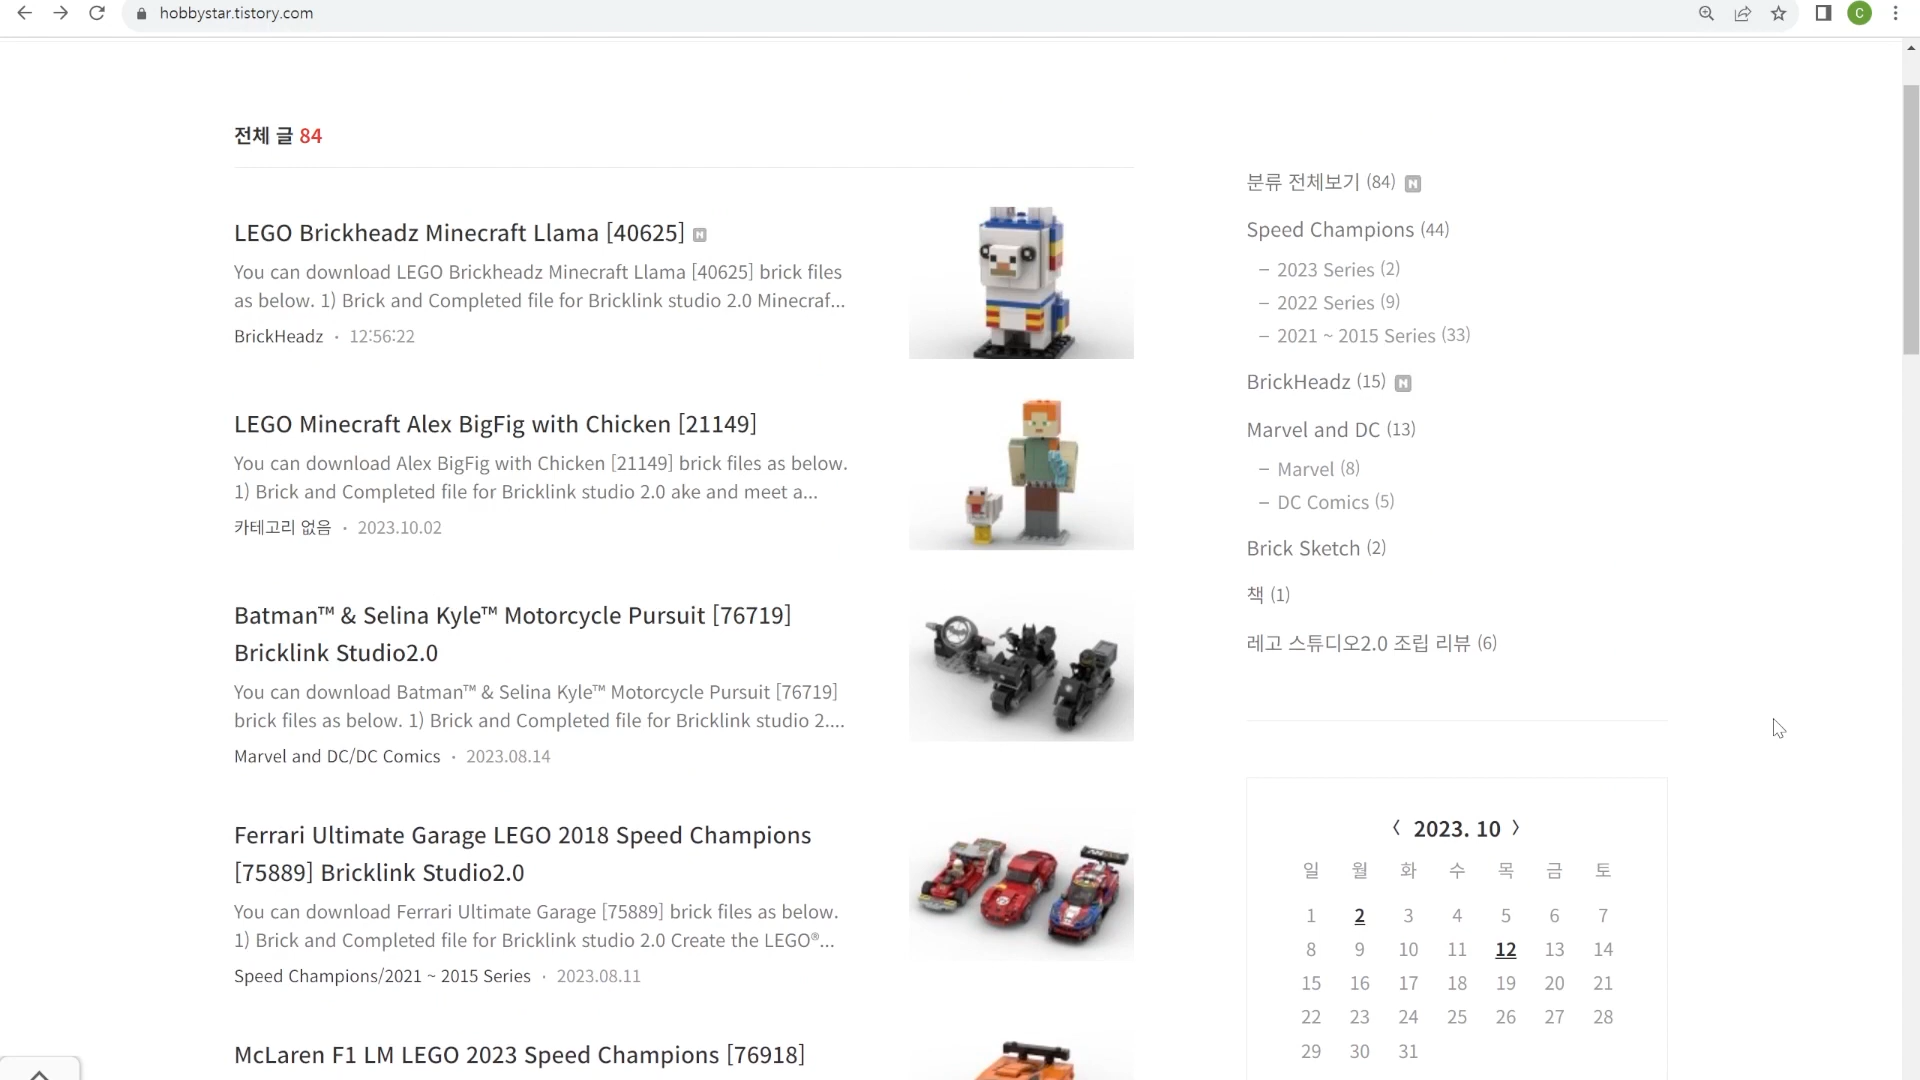 hobbystar.tistory.com
C
전체 글 84
LEGO Brickheadz Minecraft Llama [40625] N
You can download LEGO Brickheadz Minecraft Llama [40625] brick files
as below. 1) Brick and Completed file for Bricklink studio 2.0 Minecraf...
BrickHeadz · 12:56:22
LEGO Minecraft Alex BigFig with Chicken [21149]
You can download Alex BigFig with Chicken [21149] brick files as below.
1) Brick and Completed file for Bricklink studio 2.0 ake and meet a...
카테고리 없음 · 2023.10.02
Batman™ & Selina Kyle™ Motorcycle Pursuit [76719]
Bricklink Studio2.0
You can download Batman™ & Selina Kyle™ Motorcycle Pursuit [76719]
brick files as below. 1) Brick and Completed file for Bricklink studio 2....
Marvel and DC/DC Comics · 2023.08.14
Ferrari Ultimate Garage LEGO 2018 Speed Champions
[75889] Bricklink Studio2.0
You can download Ferrari Ultimate Garage [75889] brick files as below.
1) Brick and Completed file for Bricklink studio 2.0 Create the LEGO®...
Speed Champions/2021 ~ 2015 Series · 2023.08.11
McLaren F1 LM LEGO 2023 Speed Champions [76918]
분류 전체보기 (84) N
Speed Champions (44)
– 2023 Series (2)
– 2022 Series (9)
– 2021 ~ 2015 Series (33)
BrickHeadz (15) N
Marvel and DC (13)
– Marvel (8)
– DC Comics (5)
Brick Sketch (2)
책 (1)
레고 스튜디오2.0 조립 리뷰 (6)
2023. 10
일 월 화 수 목 금 토
1 2 3 4 5 6 7
8 9 10 11 12 13 14
15 16 17 18 19 20 21
22 23 24 25 26 27 28
29 30 31